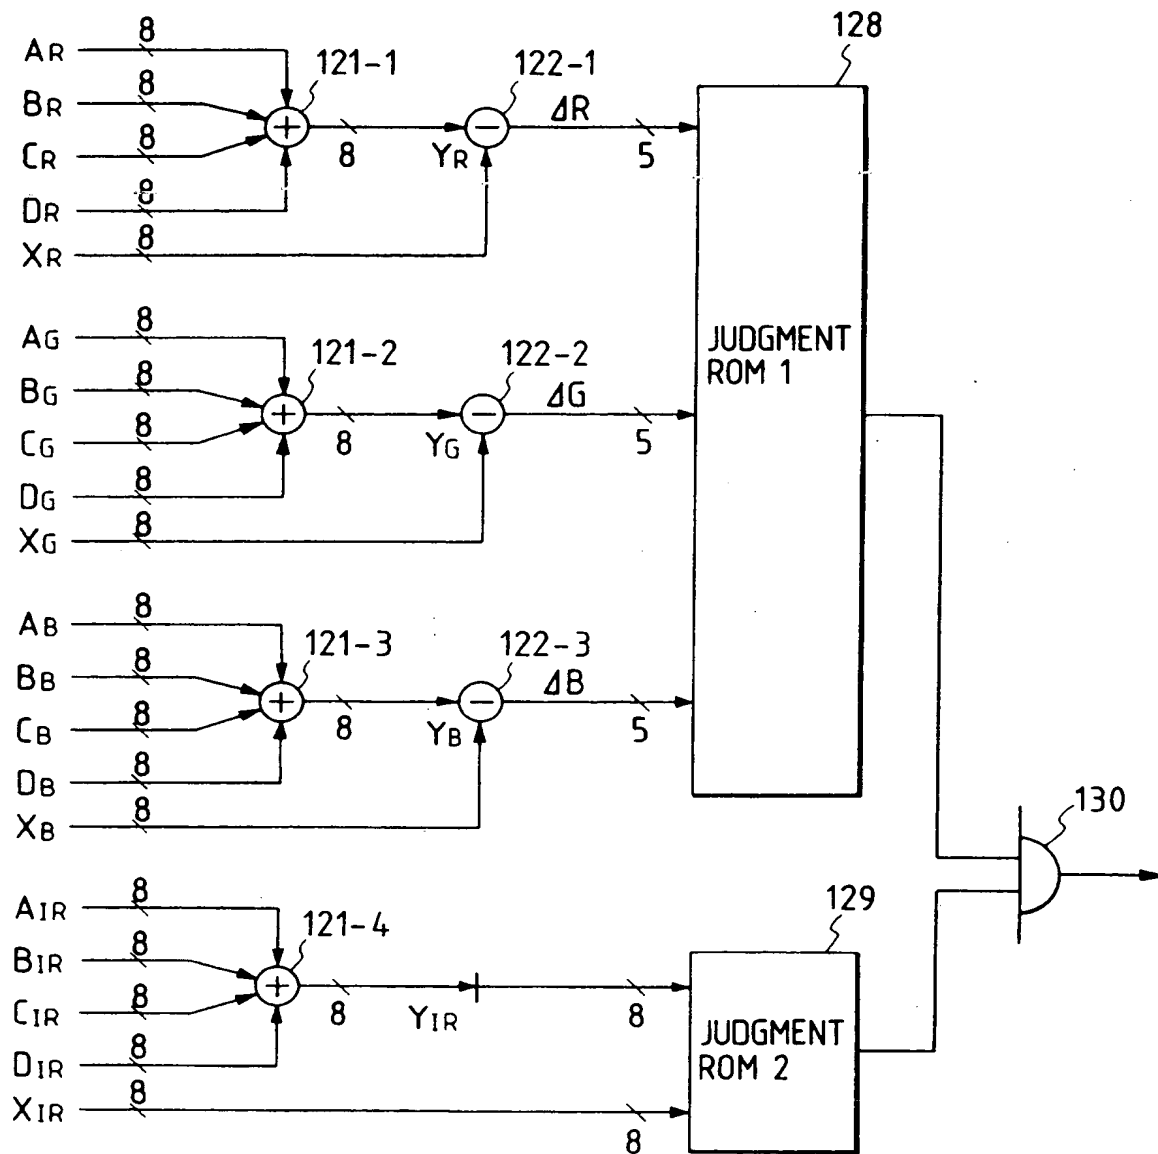 128
8
AR
121-1
122-1
8
BR
ΔR
8
CR
8
YR
5
8
DR
8
XR
8
AG
121-2
122-2
8
BG
ΔG
8
CG
8
YG
5
8
DG
8
XG
JUDGMENT
ROM 1
8
AB
121-3
122-3
8
BB
ΔB
8
CB
8
YB
5
8
DB
8
XB
130
8
AIR
121-4
129
8
BIR
8
CIR
8
YIR
8
8
DIR
8
XIR
8
JUDGMENT
ROM 2